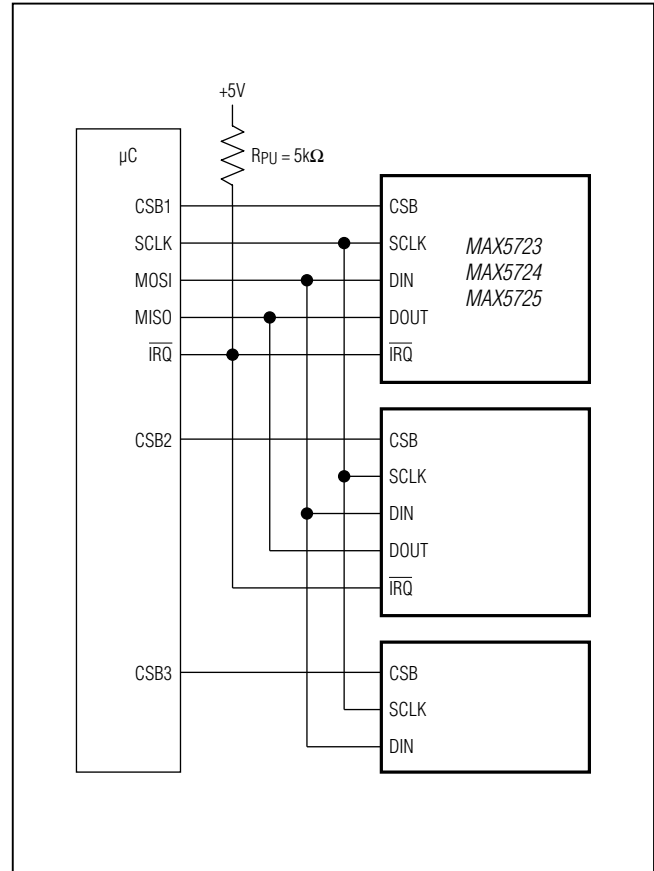 +5V
µC
RPU = 5kΩ
CSB1
SCLK
MOSI
MISO
IRQ
CSB2
CSB3
CSB
SCLK
DIN
DOUT
IRQ
MAX5723
MAX5724
MAX5725
CSB
SCLK
DIN
DOUT
IRQ
CSB
SCLK
DIN